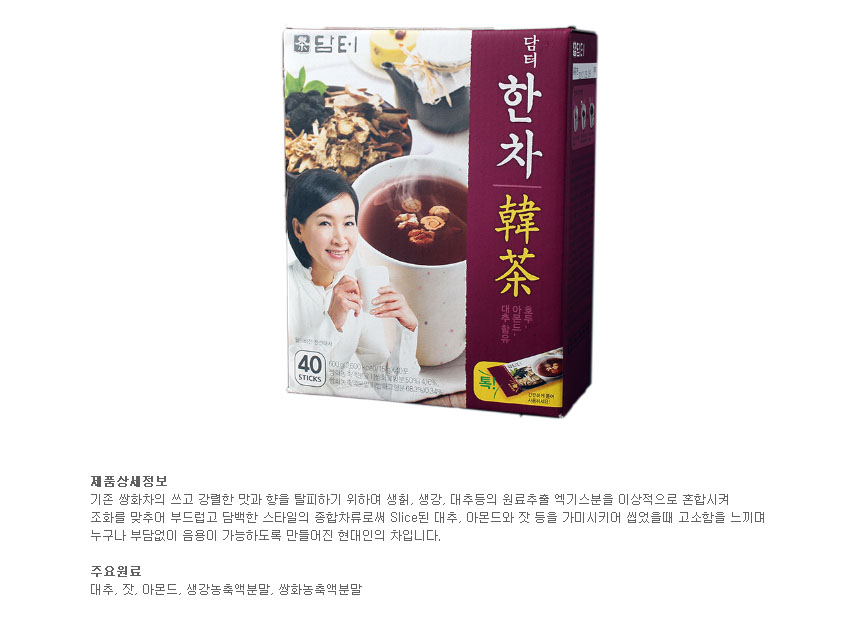 茶 담터
담터
한차
韓茶
호두·
아몬드·
대추 함유
40
STICKS
톡!
담터
제품상세정보
기존 쌍화차의 쓰고 강렬한 맛과 향을 탈피하기 위하며 생칡, 생강, 대추등의 원료추출 엑기스분을 이상적으로 혼합시켜
조화를 맞추어 부드럽고 담백한 스타일의 종합차류로써 Slice된 대추, 아몬드와 잣 등을 가미시키어 씹었을때 고소함을 느끼며
누구나 부담없이 음용이 가능하도록 만들어진 현대인의 차입니다.
주요원료
대추, 잣, 아몬드, 생강농축액분말, 쌍화농축액분말